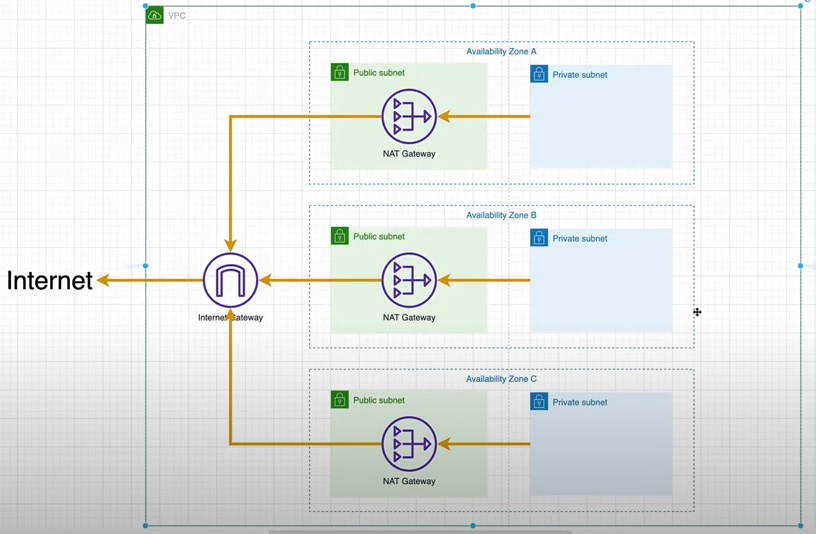 VPC
Availability Zone A
Public subnet
Private subnet
NAT Gateway
Availability Zone B
Public subnet
Private subnet
Internet
NAT Gateway
Internet Gateway
Availability Zone C
Public subnet
Private subnet
NAT Gateway